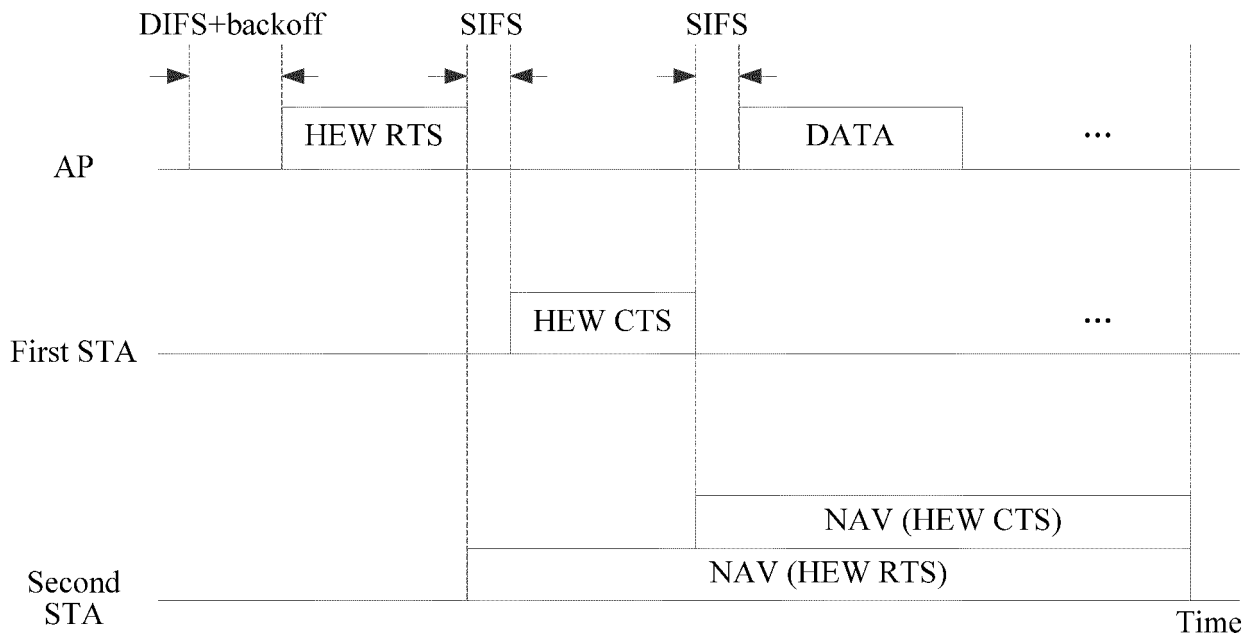 DIFS+backoff
SIFS
SIFS
HEW RTS
DATA
...
AP
HEW CTS
...
First STA
NAV (HEW CTS)
NAV (HEW RTS)
Second
STA
Time